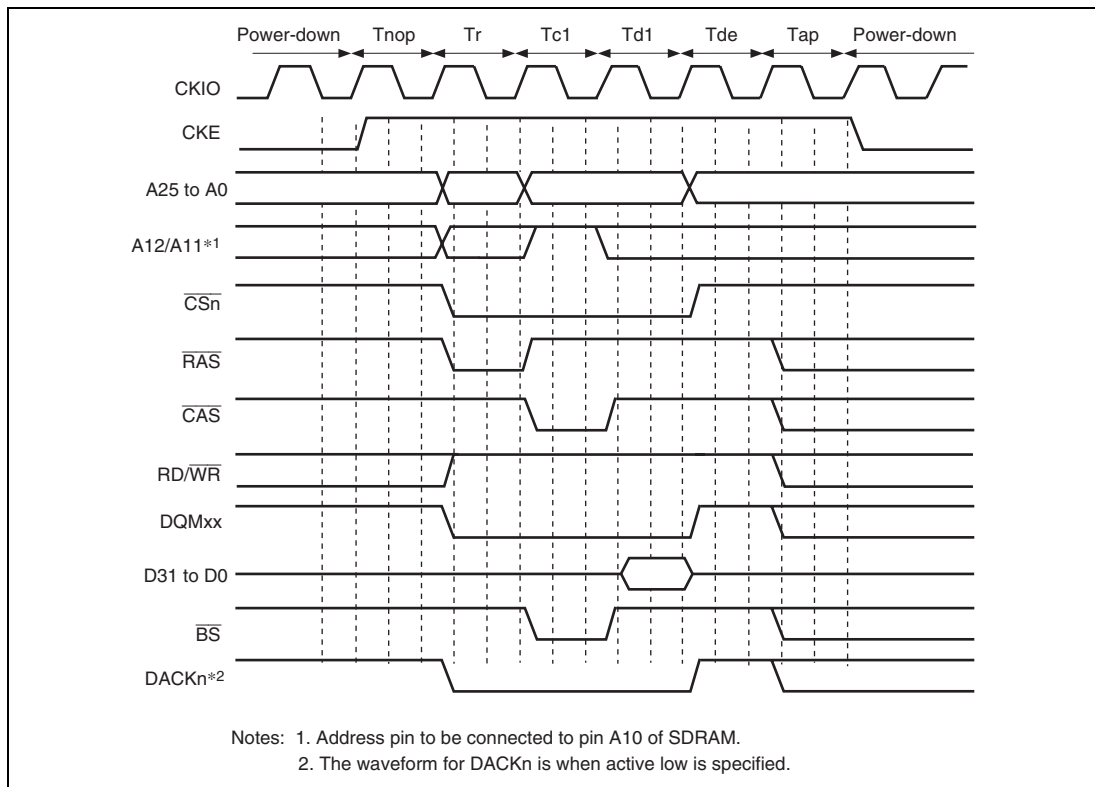 Power-down Tnop Tr Tc1 Td1 Tde Tap Power-down
CKIO
CKE
A25 to A0
A12/A11*1
CSn
RAS
CAS
RD/WR
DQMxx
D31 to D0
BS
DACKn*2
Notes: 1. Address pin to be connected to pin A10 of SDRAM.
2. The waveform for DACKn is when active low is specified.